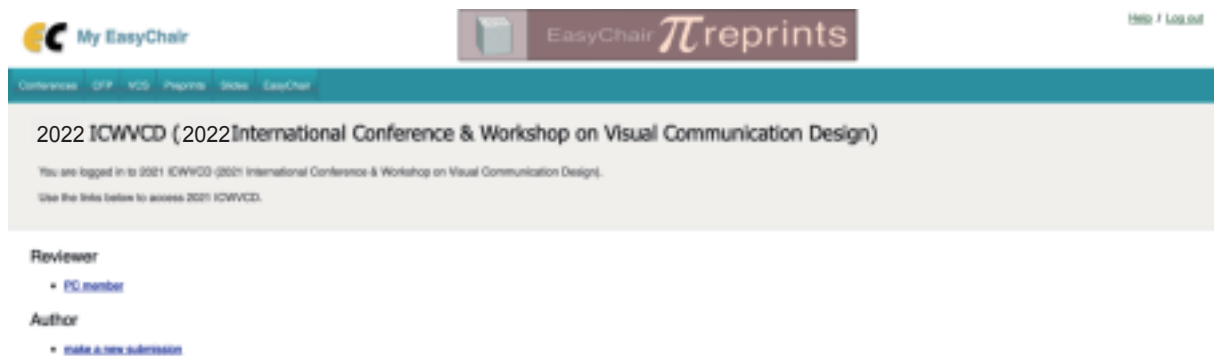 My EasyChair
EasyChair πreprints
Help / Log out
Conferences CFP VCS Preprints Slides EasyChair
2022 ICWVCD (2022International Conference & Workshop on Visual Communication Design)
You are logged in to 2021 ICWVCD (2021 International Conference & Workshop on Visual Communication Design).
Use the links below to access 2021 ICWVCD.
Reviewer
• PC member
Author
• make a new submission